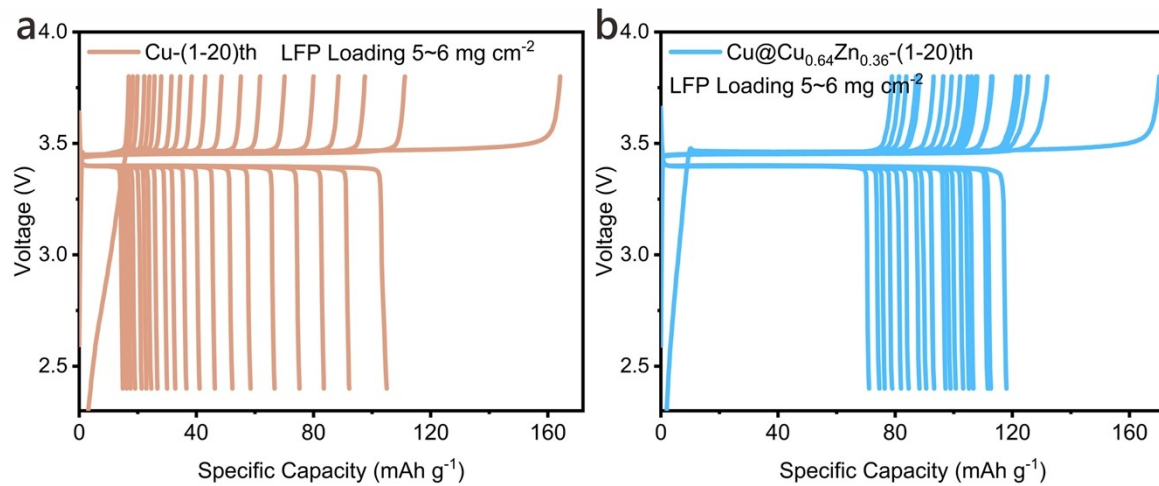 a
Cu-(1-20)th LFP Loading 5~6 mg cm⁻²
4.0
3.5
3.0
2.5
Voltage (V)
0 40 80 120 160
Specific Capacity (mAh g⁻¹)
b
Cu@Cu₀.₆₄Zn₀.₃₆-(1-20)th
LFP Loading 5~6 mg cm⁻²
4.0
3.5
3.0
2.5
Voltage (V)
0 40 80 120 160
Specific Capacity (mAh g⁻¹)